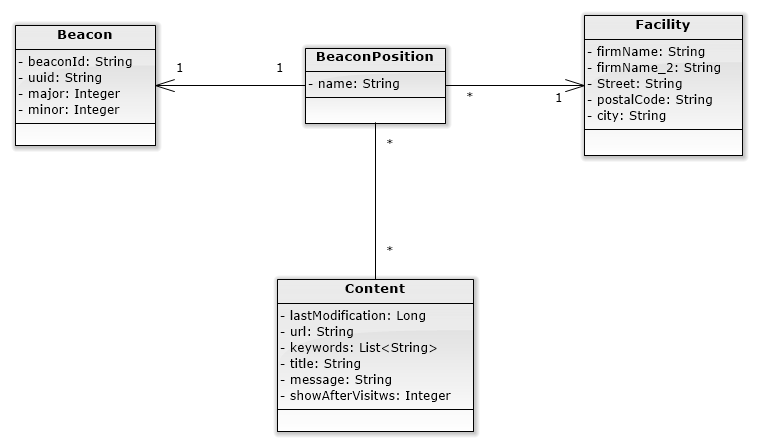 Beacon
- beaconId: String
- uuid: String
- major: Integer
- minor: Integer
1
1
BeaconPosition
- name: String
*
1
Facility
- firmName: String
- firmName_2: String
- Street: String
- postalCode: String
- city: String
*
*
Content
- lastModification: Long
- url: String
- keywords: List<String>
- title: String
- message: String
- showAfterVisitws: Integer